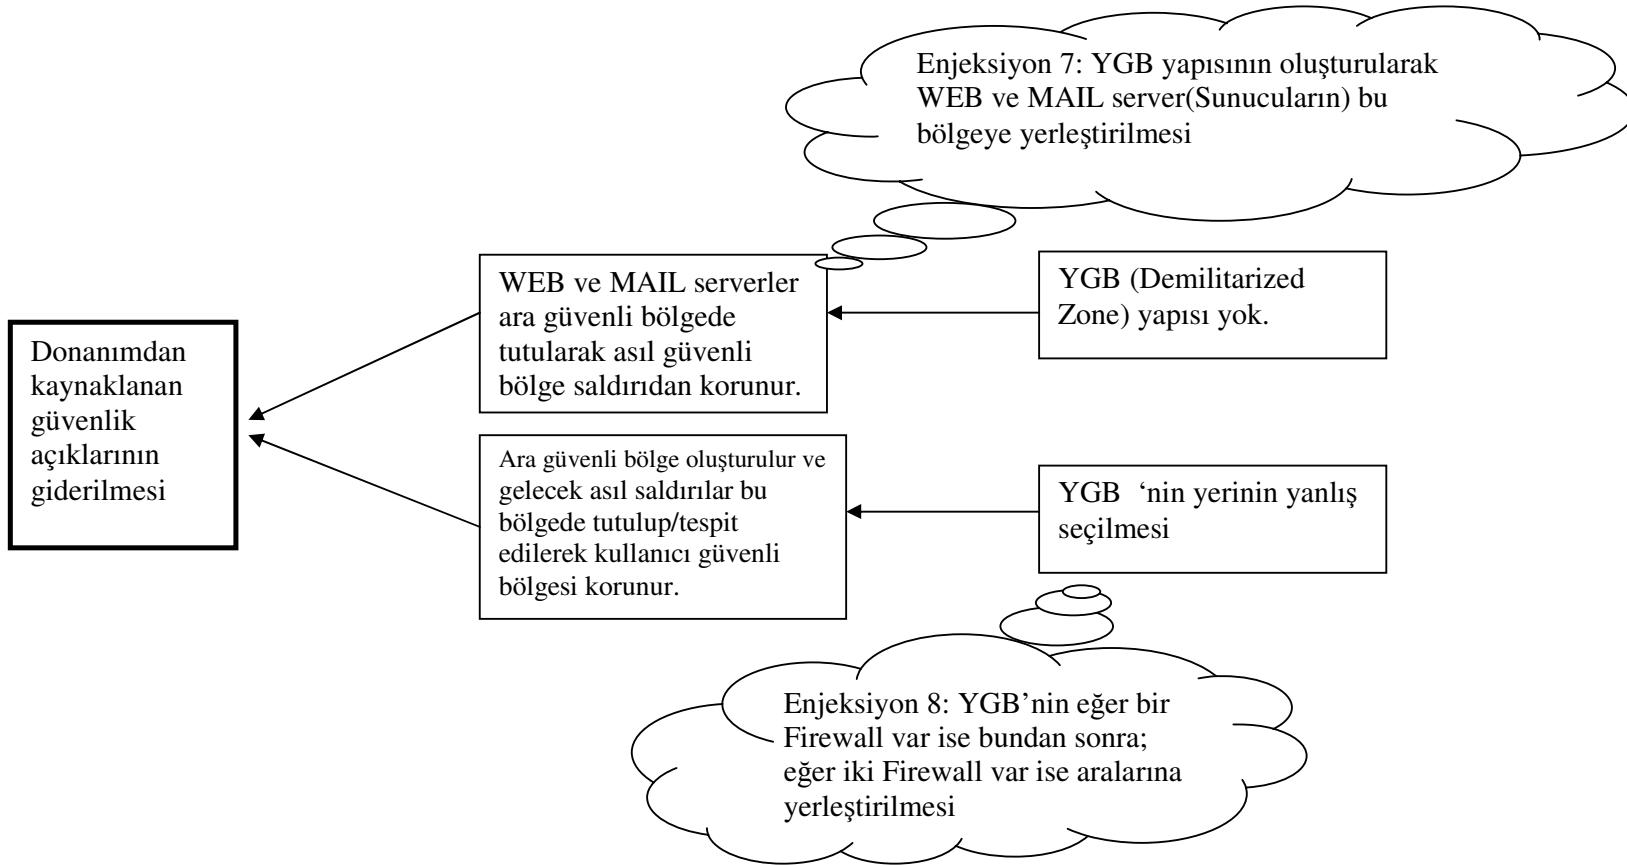 Enjeksiyon 7: YGB yapısının oluşturularak
WEB ve MAIL server(Sunucuların) bu
bölgeye yerleştirilmesi
WEB ve MAIL serverler
ara güvenli bölgede
tutularak asıl güvenli
bölge saldırıdan korunur.
YGB (Demilitarized
Zone) yapısı yok.
Donanımdan
kaynaklanan
güvenlik
açıklarının
giderilmesi
Ara güvenli bölge oluşturulur ve
gelecek asıl saldırılar bu
bölgede tutulup/tespit
edilerek kullanıcı güvenli
bölgesi korunur.
YGB ‘nin yerinin yanlış
seçilmesi
Enjeksiyon 8: YGB’nin eğer bir
Firewall var ise bundan sonra;
eğer iki Firewall var ise aralarına
yerleştirilmesi